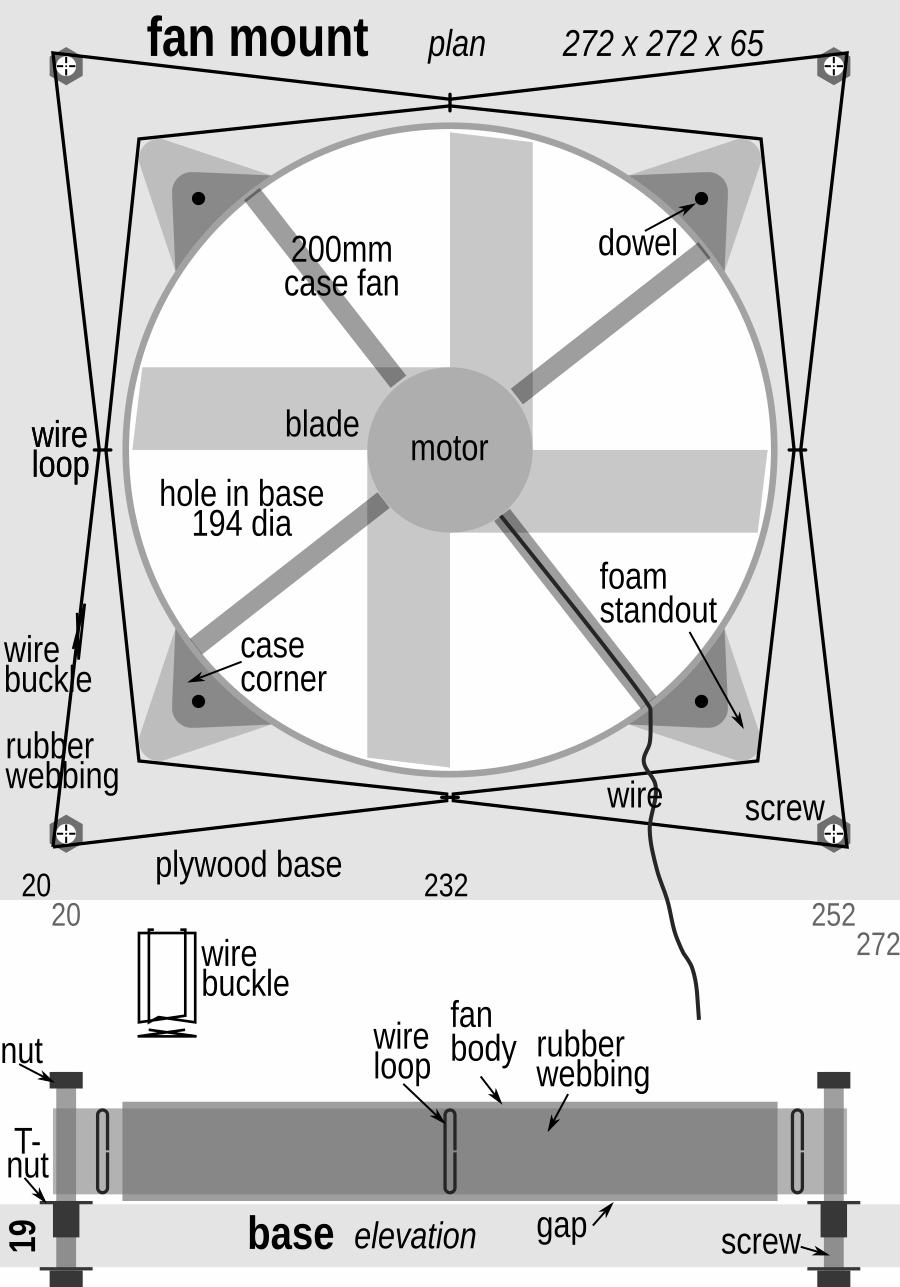 fan mount plan 272 x 272 x 65
200mm
case fan
dowel
blade
motor
wire
loop
hole in base
194 dia
foam
standout
wire
buckle
case
corner
rubber
webbing
wire
screw
plywood base
20
232
20
252
272
wire
buckle
nut
wire
loop
fan
body
rubber
webbing
T-
nut
19
base elevation
gap
screw